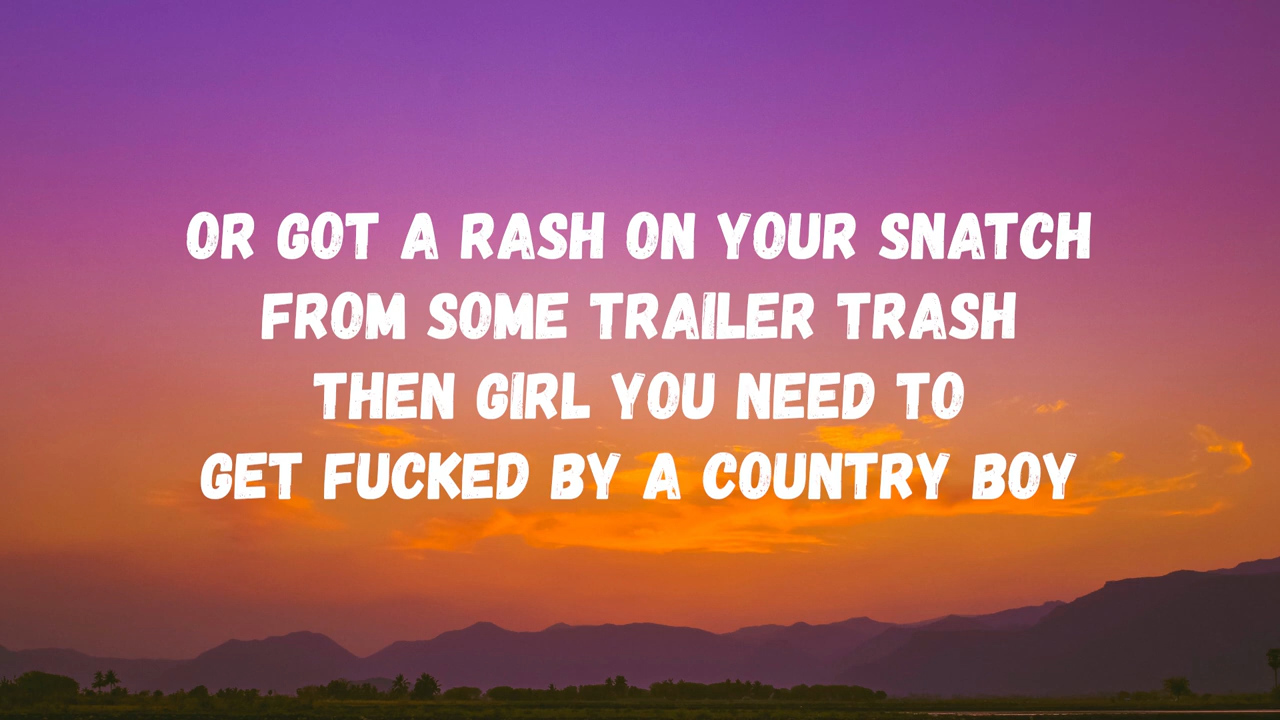 OR GOT A RASH ON YOUR SNATCH
FROM SOME TRAILER TRASH
THEN GIRL YOU NEED TO
GET FUCKED BY A COUNTRY BOY